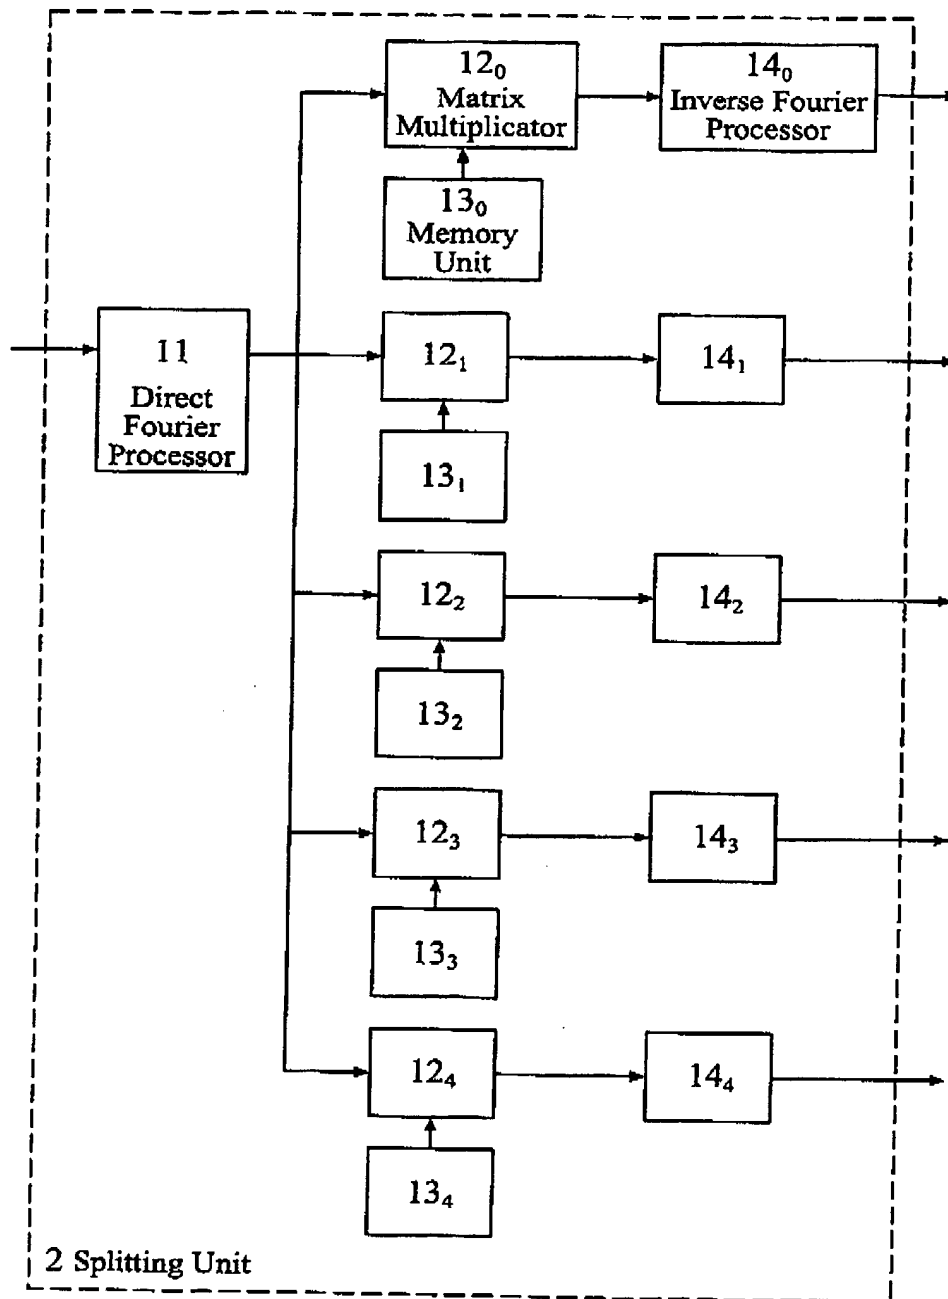 12₀
Matrix
Multiplicator
14₀
Inverse Fourier
Processor
13₀
Memory
Unit
11
Direct
Fourier
Processor
12₁
14₁
13₁
12₂
14₂
13₂
12₃
14₃
13₃
12₄
14₄
13₄
2 Splitting Unit